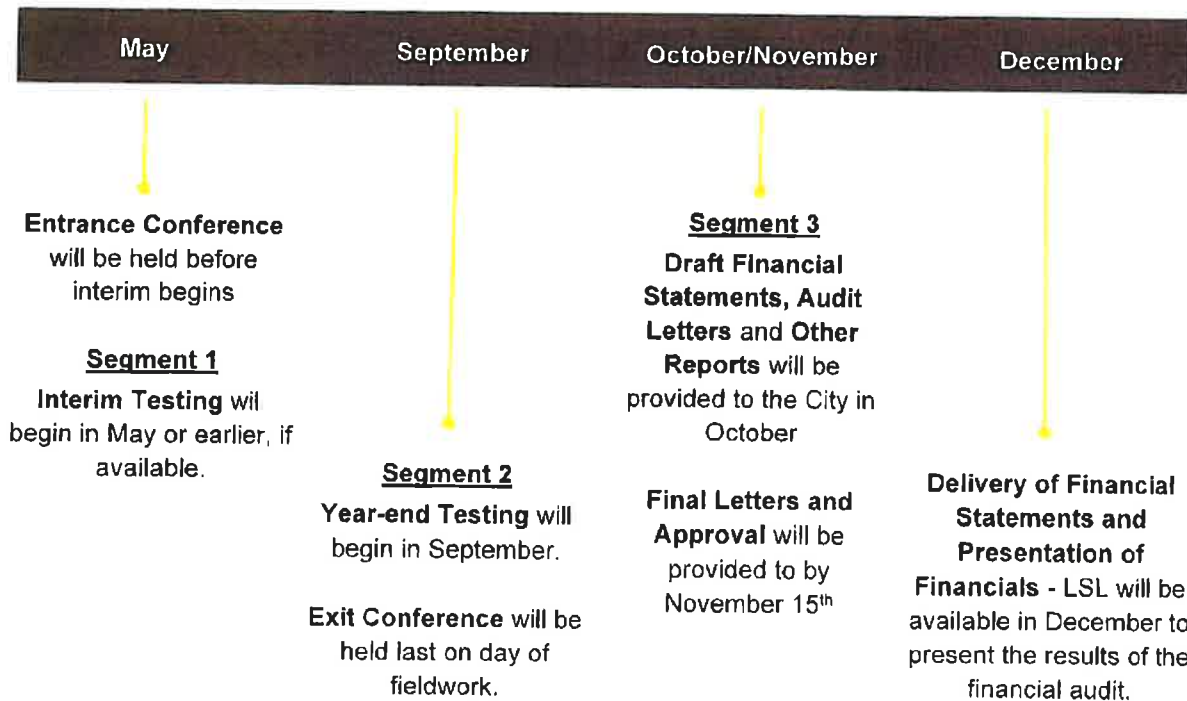 May
September
October/November
December
Entrance Conference
will be held before
interim begins
Segment 1
Interim Testing wil
begin in May or earlier, if
available.
Segment 2
Year-end Testing will
begin in September.
Exit Conference will be
held last on day of
fieldwork.
Segment 3
Draft Financial
Statements, Audit
Letters and Other
Reports will be
provided to the City in
October
Final Letters and
Approval will be
provided to by
November 15th
Delivery of Financial
Statements and
Presentation of
Financials - LSL will be
available in December to
present the results of the
financial audit.